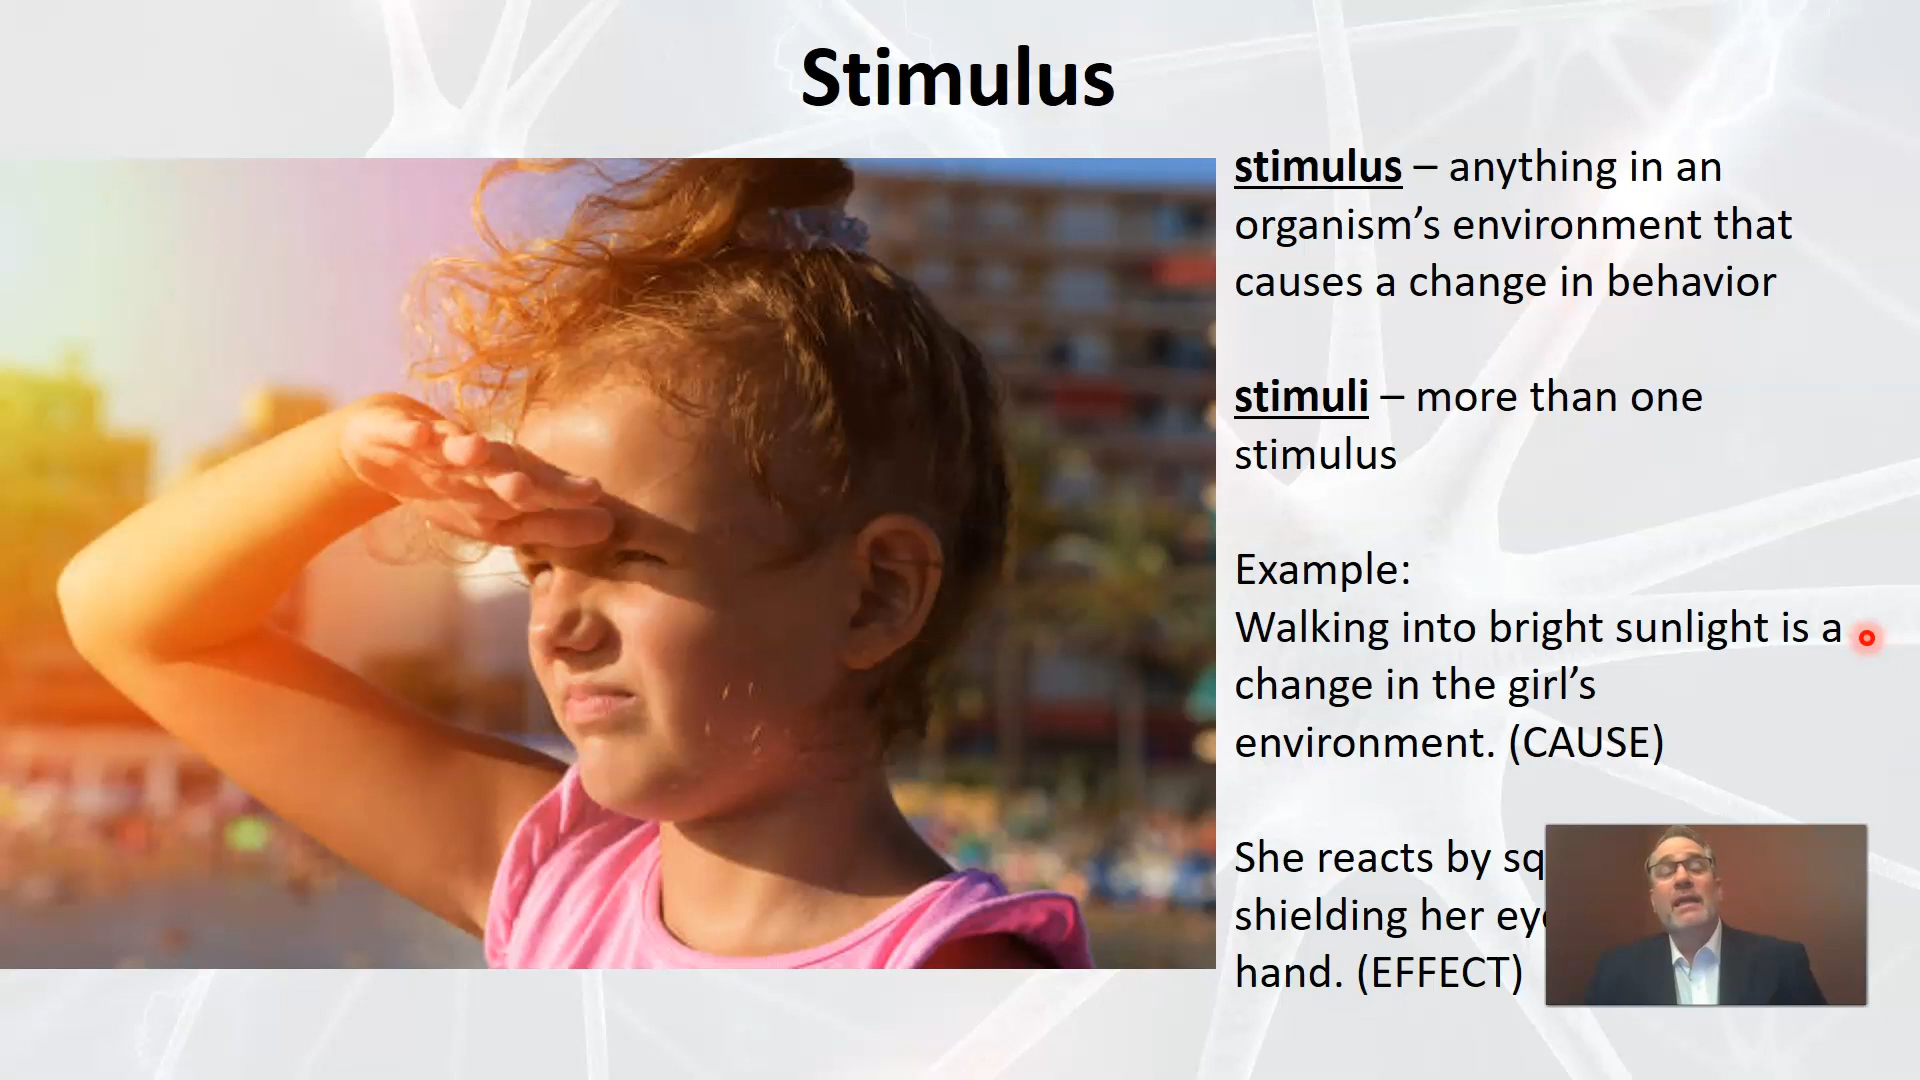 Stimulus
stimulus – anything in an
organism’s environment that
causes a change in behavior
stimuli – more than one
stimulus
Example:
Walking into bright sunlight is a
change in the girl’s
environment. (CAUSE)
She reacts by
shielding her
hand. (EFFECT)